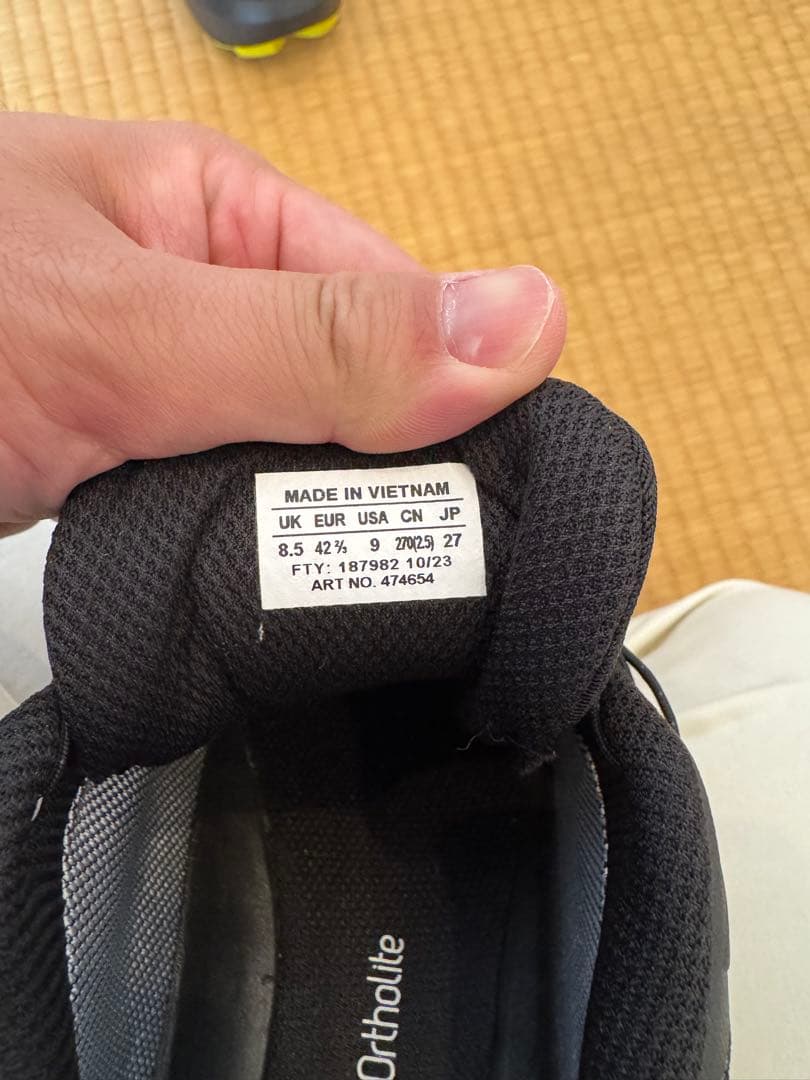 MADE IN VIETNAM
UK EUR USA CN JP
8.5 42⅔ 9 270(2.5) 27
FTY: 187982 10/23
ART NO. 474654
Ortholite